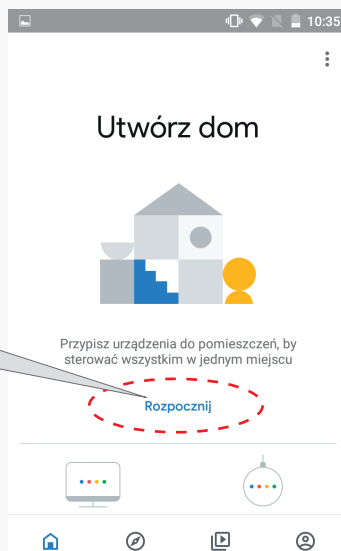 10:35
Utwórz dom
Przypisz urządzenia do pomieszczeń, by
sterować wszystkim w jednym miejscu
Rozpocznij